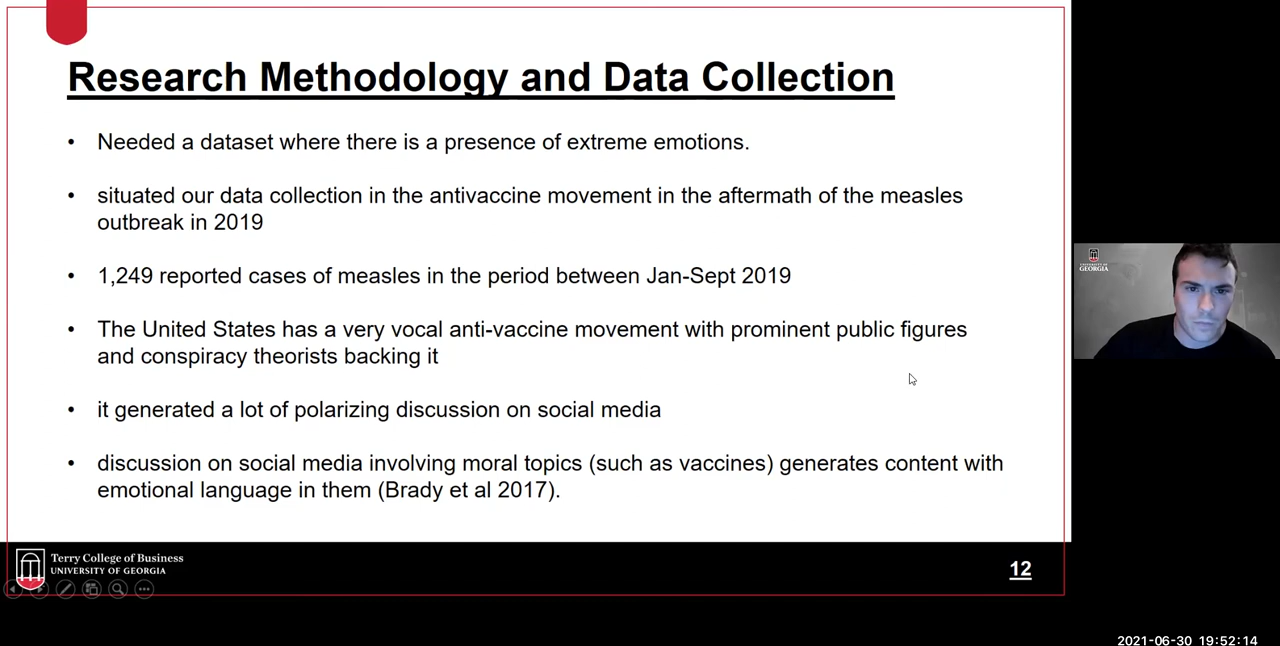 Research Methodology and Data Collection
• Needed a dataset where there is a presence of extreme emotions.
• situated our data collection in the antivaccine movement in the aftermath of the measles
outbreak in 2019
• 1,249 reported cases of measles in the period between Jan-Sept 2019
• The United States has a very vocal anti-vaccine movement with prominent public figures
and conspiracy theorists backing it
• it generated a lot of polarizing discussion on social media
• discussion on social media involving moral topics (such as vaccines) generates content with
emotional language in them (Brady et al 2017).
Terry College of Business
UNIVERSITY OF GEORGIA
12
UNIVERSITY OF
GEORGIA
2021-06-30 19:52:14